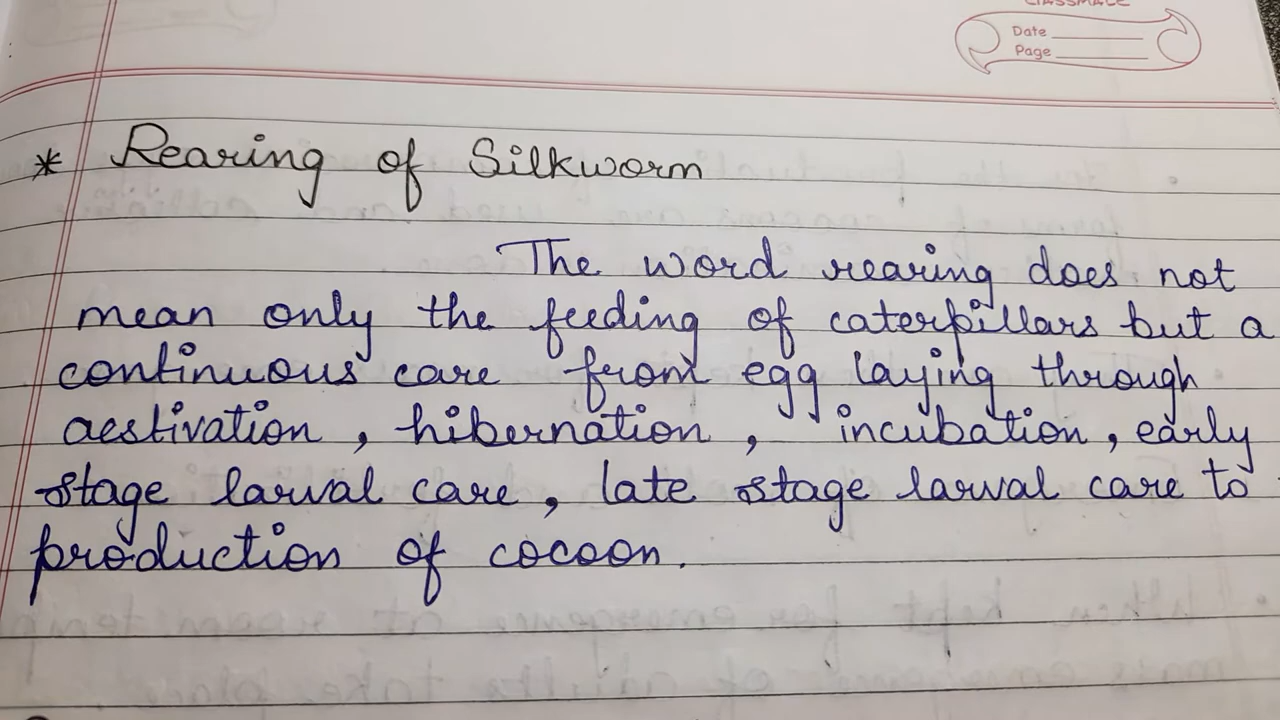 Date
Page
* Rearing of Silkworm
The word rearing does not
mean only the feeding of caterpillars but a
continuous care from egg laying through
aestivation, hibernation, incubation, early
stage larval care, late stage larval care to
production of cocoon.